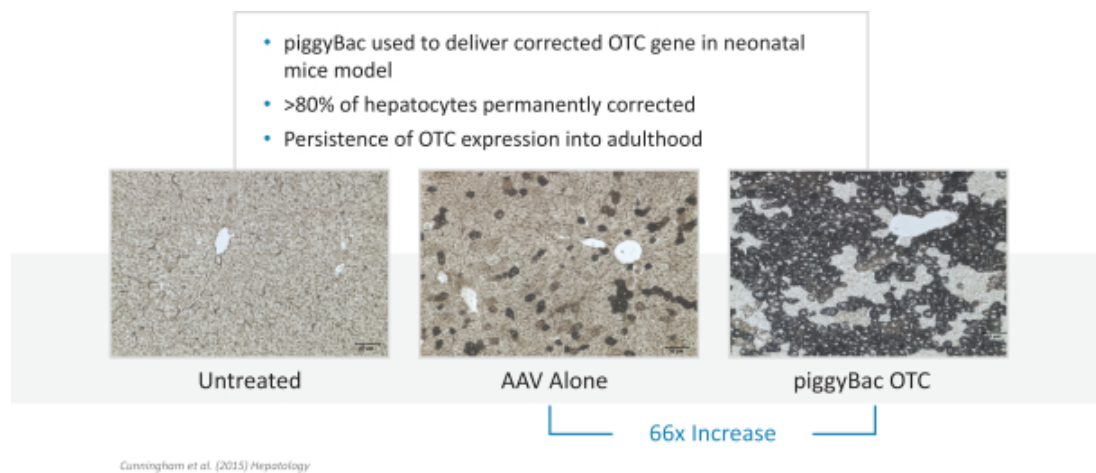 • piggyBac used to deliver corrected OTC gene in neonatal
mice model
• >80% of hepatocytes permanently corrected
• Persistence of OTC expression into adulthood
Untreated
AAV Alone
piggyBac OTC
66x Increase
Cunningham et al. (2015) Hepatology